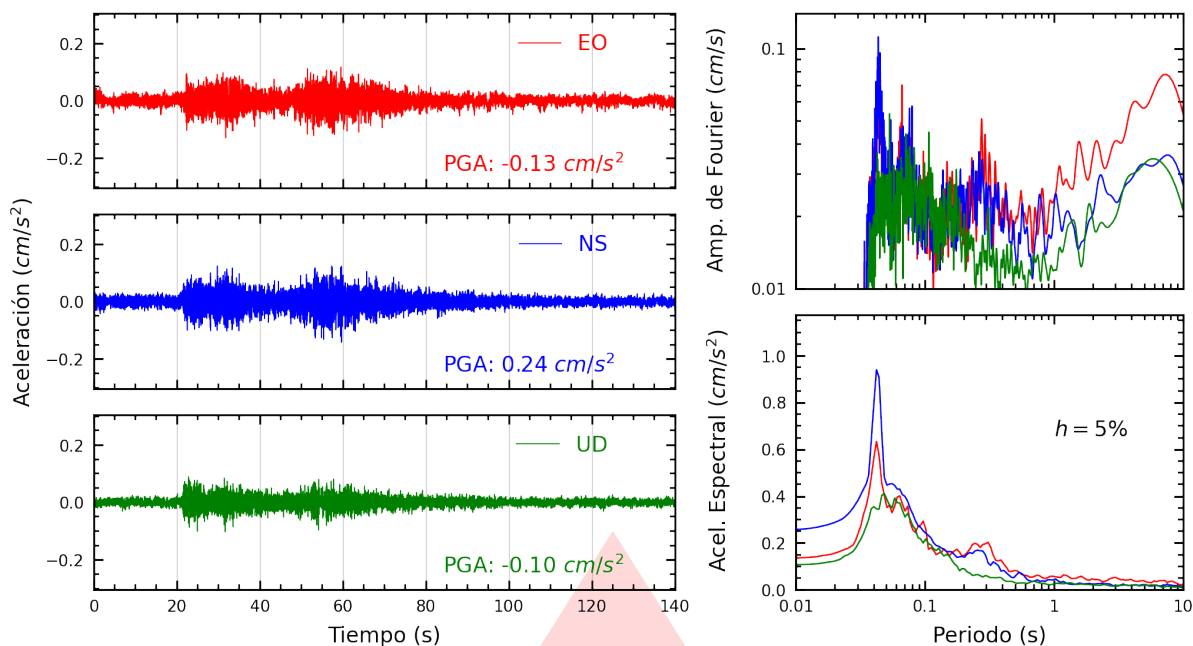 Aceleración (cm/s²)
0.2
0.0
−0.2
EO
PGA: -0.13 cm/s²
0.2
0.0
−0.2
NS
PGA: 0.24 cm/s²
0.2
0.0
−0.2
UD
PGA: -0.10 cm/s²
0 20 40 60 80 100 120 140
Tiempo (s)
Amp. de Fourier (cm/s)
0.1
0.01
Acel. Espectral (cm/s²)
1.0
0.8
0.6
0.4
0.2
0.0
h = 5%
0.01 0.1 1 10
Periodo (s)